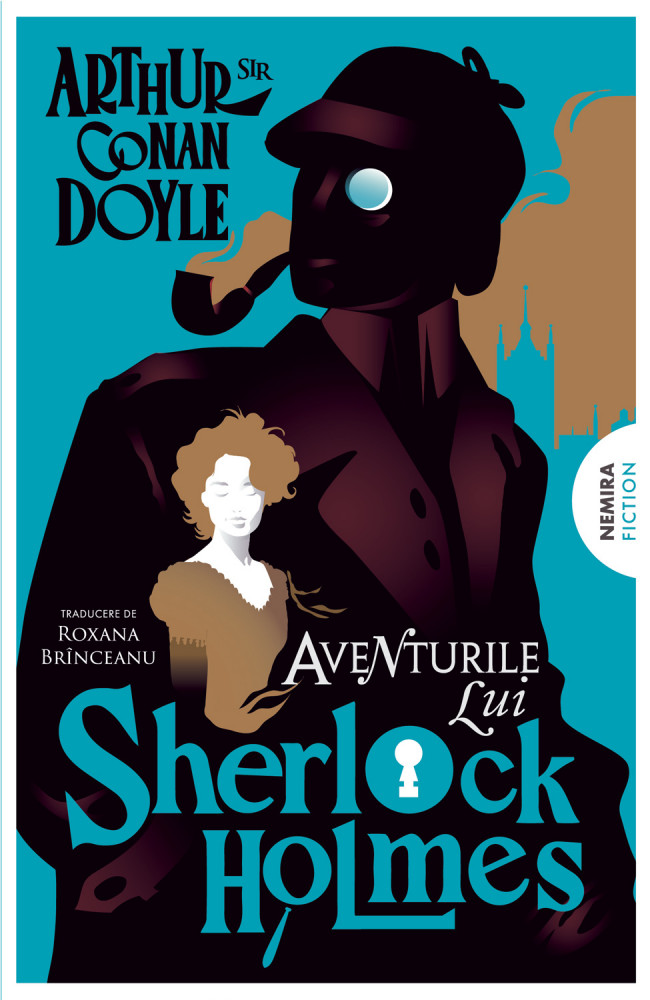 SIR
ARTHUR
CONAN
DOYLE
NEMIRA
FICTION
TRADUCERE DE
ROXANA
BRÎNCEANU
AVENTURILE
Lui
Sherlock
HOLmes